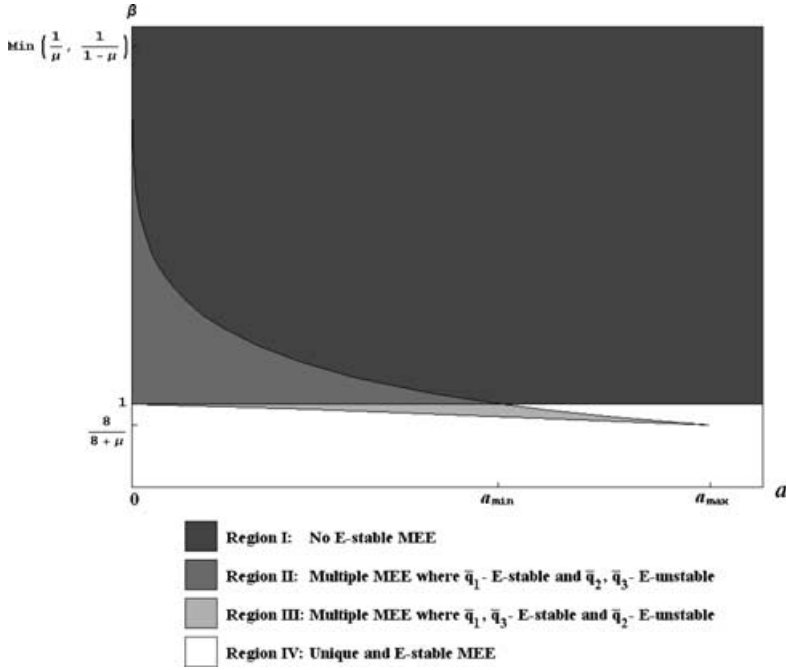 β
Min ( 1/μ , 1/(1 - μ) )
1
8/(8 + μ)
0
a min
a max
a
Region I: No E-stable MEE
Region II: Multiple MEE where q̅1- E-stable and q̅2, q̅3- E-unstable
Region III: Multiple MEE where q̅1, q̅3- E-stable and q̅2- E-unstable
Region IV: Unique and E-stable MEE